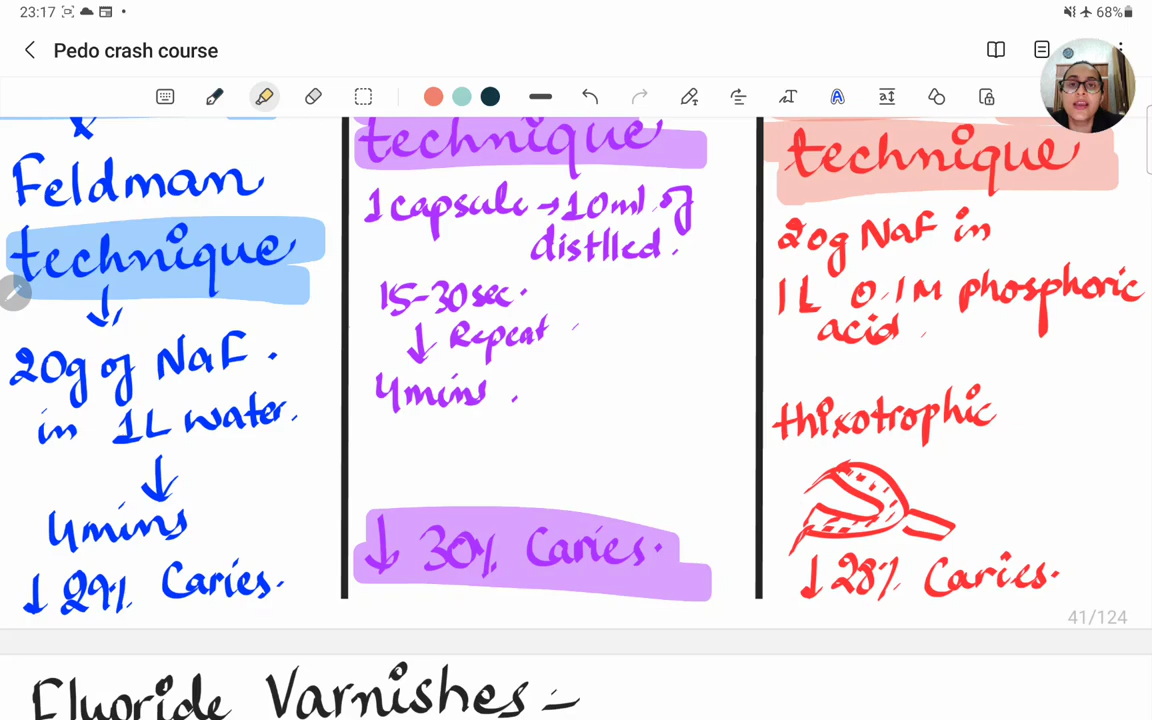 23:17
68%
Pedo crash course
Feldman
technique
20g of NaF.
in 1L water.
4mins
↓ 29% Caries.
technique
1 capsule → 10ml of
distlled.
15-30sec.
↓ Repeat
4mins.
↓ 30% Caries.
technique
20g NaF in
1L 0.1M phosphoric
acid.
thixotrophic
↓ 28% Caries.
41/124
Fluoride Varnishes -